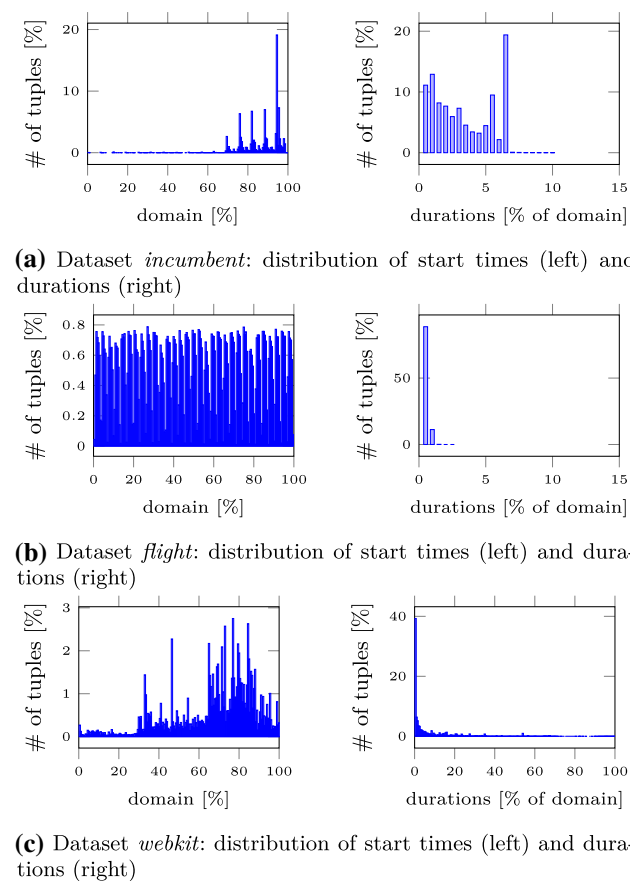 # of tuples [%]
20
10
0
0 20 40 60 80 100
domain [%]
# of tuples [%]
20
10
0
0 5 10 15
durations [% of domain]
(a) Dataset incumbent: distribution of start times (left) and
durations (right)
# of tuples [%]
0.8
0.6
0.4
0.2
0
0 20 40 60 80 100
domain [%]
# of tuples [%]
50
0
0 5 10 15
durations [% of domain]
(b) Dataset flight: distribution of start times (left) and dura-
tions (right)
# of tuples [%]
3
2
1
0
0 20 40 60 80 100
domain [%]
# of tuples [%]
40
20
0
0 20 40 60 80 100
durations [% of domain]
(c) Dataset webkit: distribution of start times (left) and dura-
tions (right)